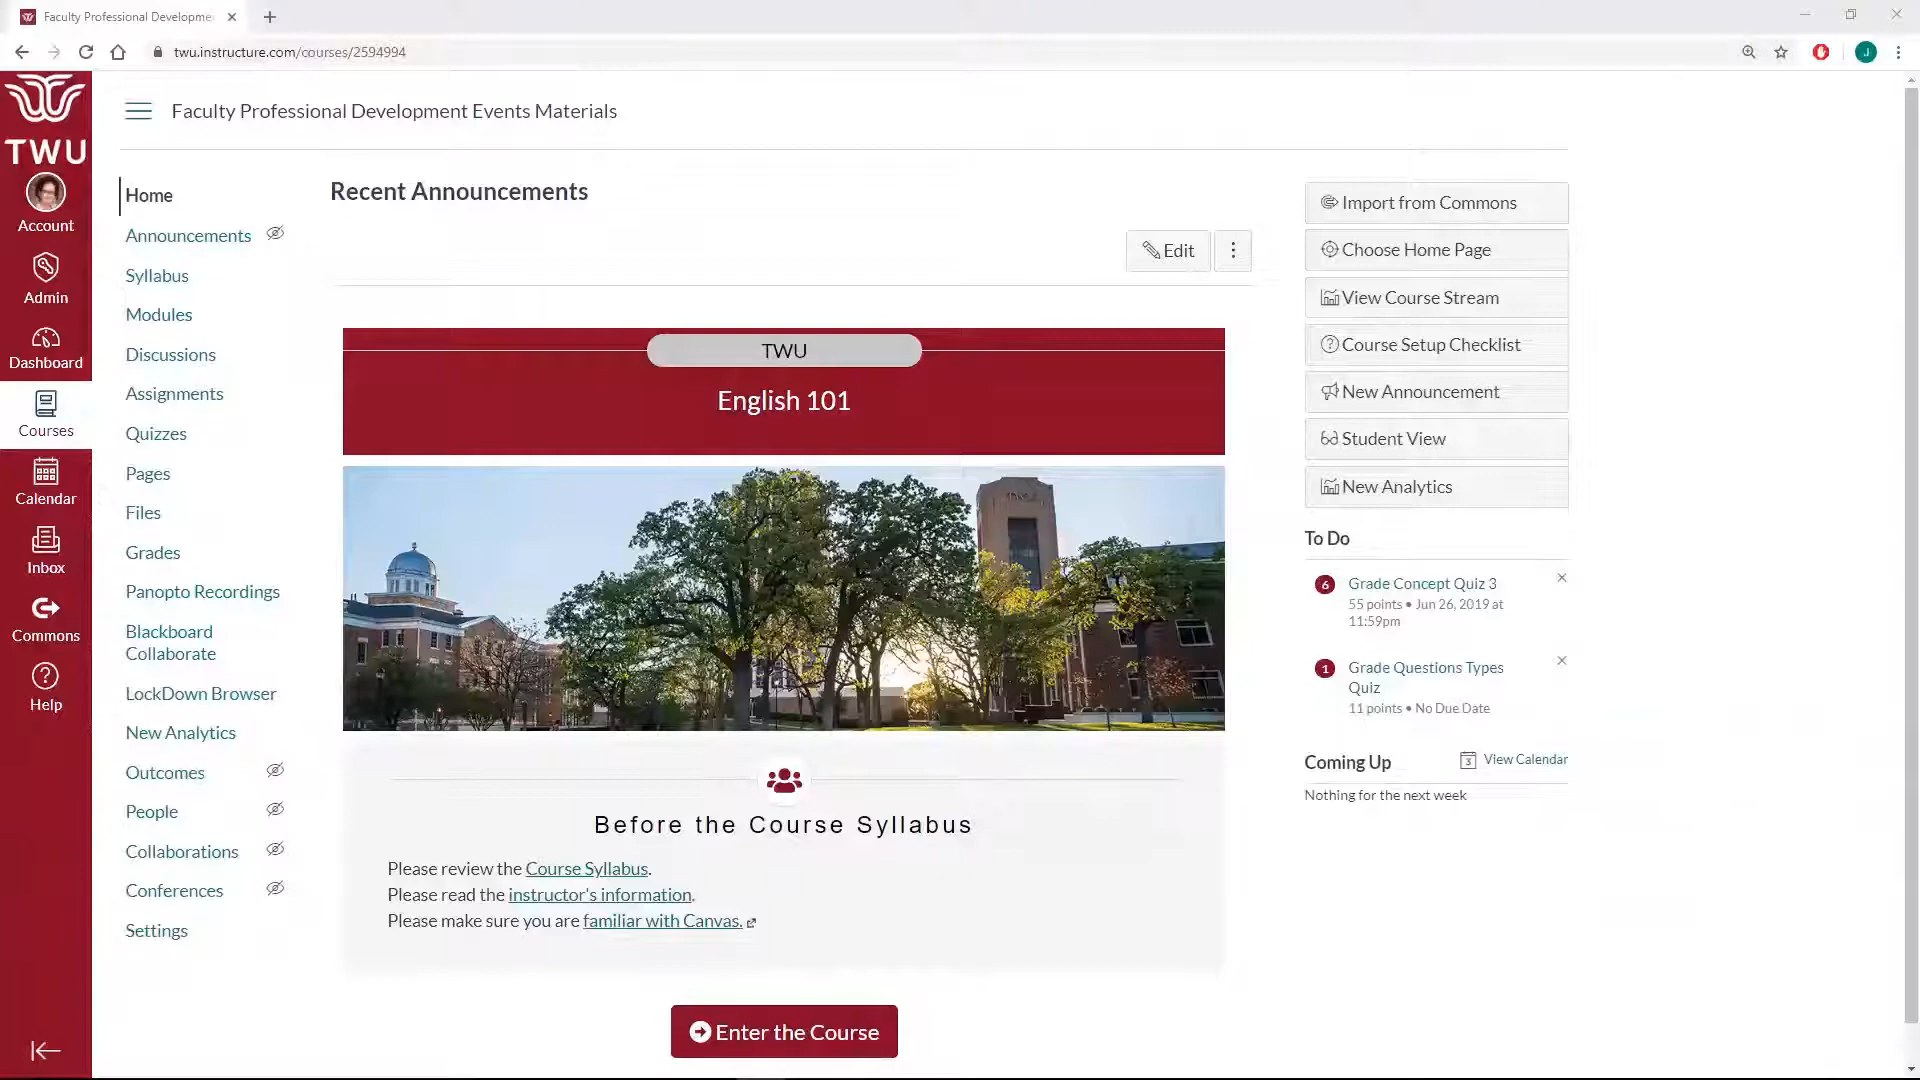 Faculty Professional Developme
twu.instructure.com/courses/2594994
J
TWU
Account
Admin
Dashboard
Courses
Calendar
Inbox
Commons
Help
Faculty Professional Development Events Materials
Home
Announcements
Syllabus
Modules
Discussions
Assignments
Quizzes
Pages
Files
Grades
Panopto Recordings
Blackboard
Collaborate
LockDown Browser
New Analytics
Outcomes
People
Collaborations
Conferences
Settings
Recent Announcements
Edit
TWU
English 101
Before the Course Syllabus
Please review the Course Syllabus.
Please read the instructor's information.
Please make sure you are familiar with Canvas.
Enter the Course
Import from Commons
Choose Home Page
View Course Stream
Course Setup Checklist
New Announcement
Student View
New Analytics
To Do
6
Grade Concept Quiz 3
55 points • Jun 26, 2019 at
11:59pm
1
Grade Questions Types
Quiz
11 points • No Due Date
Coming Up
3 View Calendar
Nothing for the next week